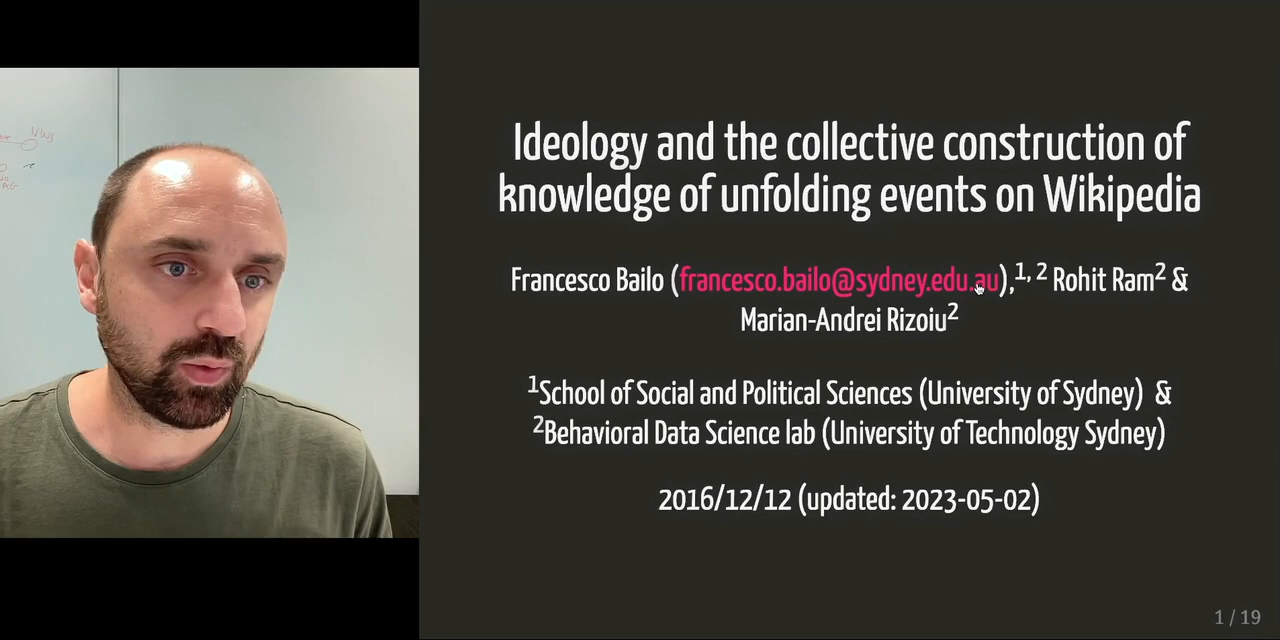 Ideology and the collective construction of
knowledge of unfolding events on Wikipedia
Francesco Bailo (francesco.bailo@sydney.edu.au),1, 2 Rohit Ram2 &
Marian-Andrei Rizoiu2
1School of Social and Political Sciences (University of Sydney) &
2Behavioral Data Science lab (University of Technology Sydney)
2016/12/12 (updated: 2023-05-02)
1 / 19